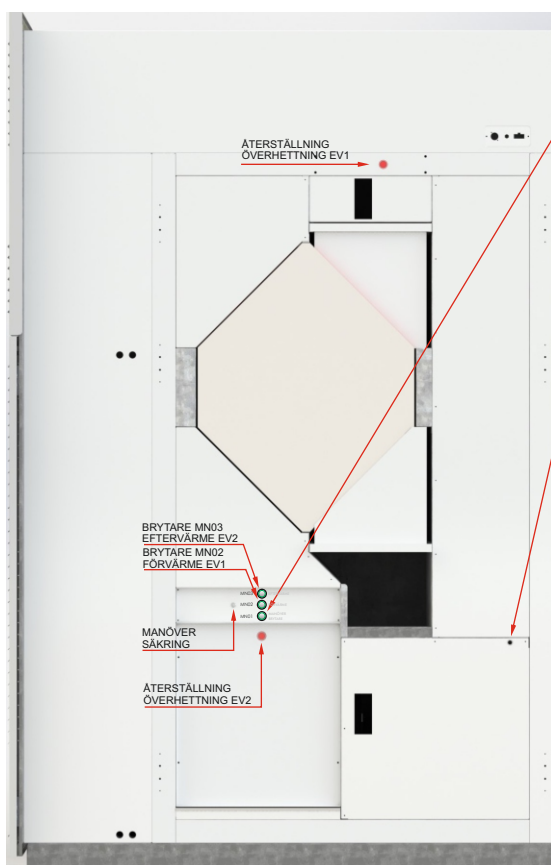 ÅTERSTÄLLNING
ÖVERHETTNING EV1
BRYTARE MN03
EFTERVÄRME EV2
BRYTARE MN02
FÖRVÄRME EV1
MN03
MN02
MN01
MANÖVER
SÄKRING
ÅTERSTÄLLNING
ÖVERHETTNING EV2